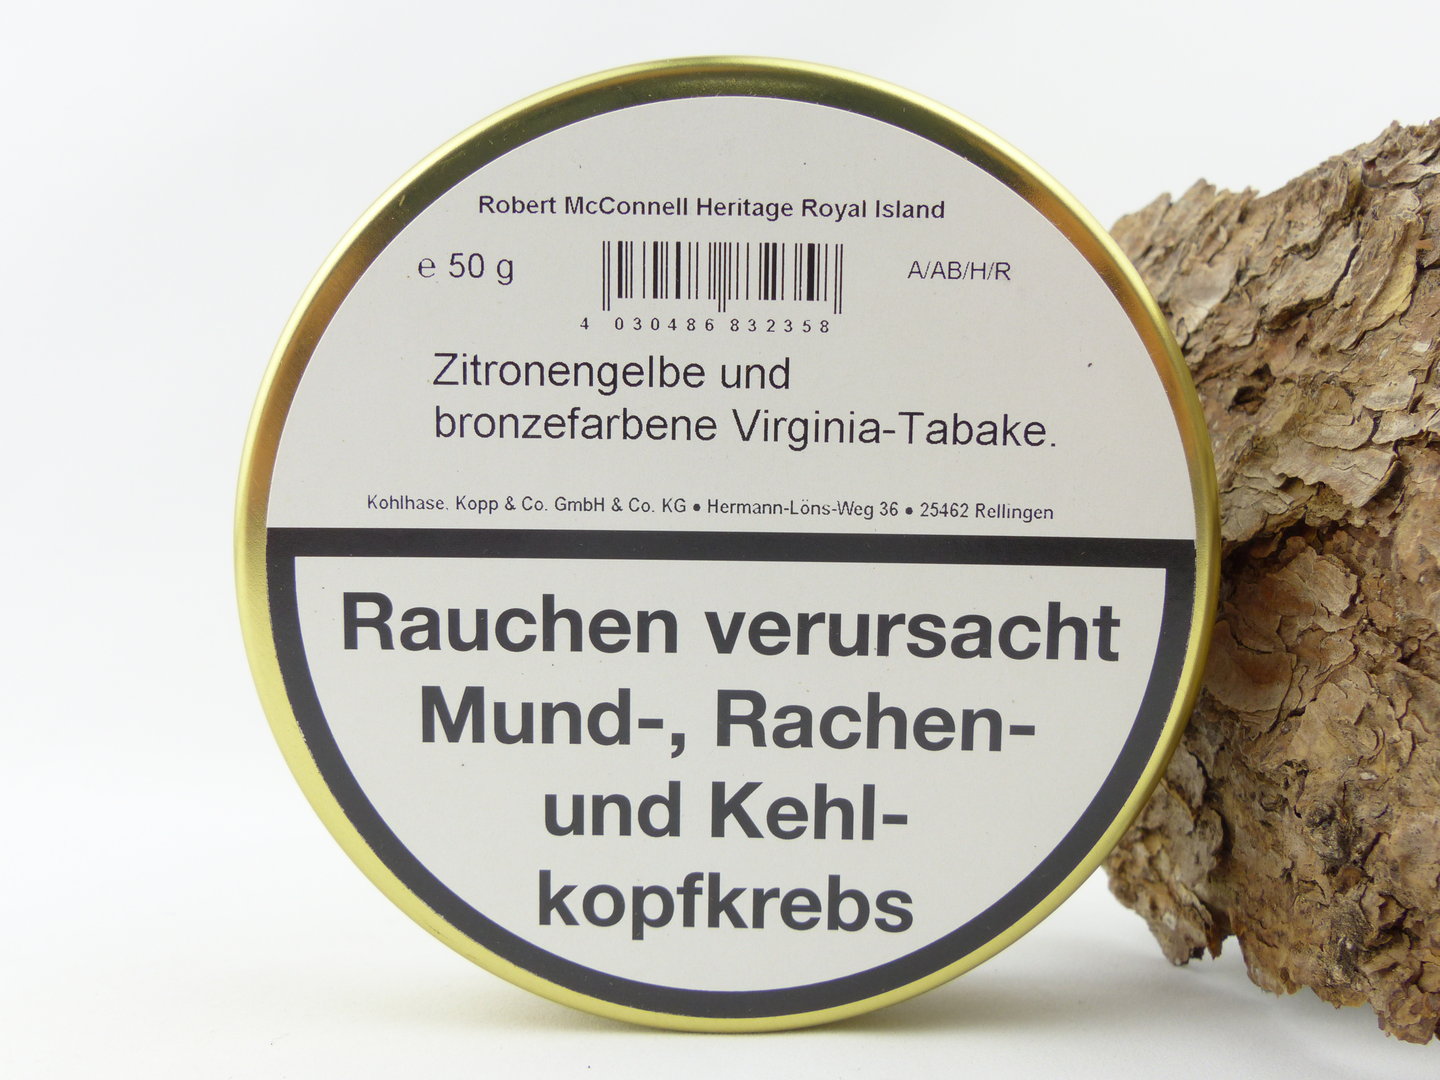 Robert McConnell Heritage Royal Island
e 50 g
A/AB/H/R
4 030486 832358
Zitronengelbe und
bronzefarbene Virginia-Tabake.
Kohlhase, Kopp & Co. GmbH & Co. KG • Hermann-Löns-Weg 36 • 25462 Rellingen
Rauchen verursacht
Mund-, Rachen-
und Kehl-
kopfkrebs